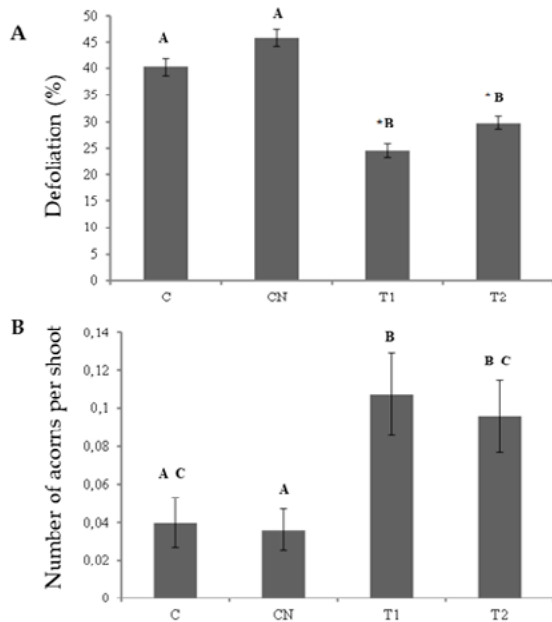 A
Defoliation (%)
50
45
40
35
30
25
20
15
10
5
0
A
A
*B
*B
C
CN
T1
T2
B
Number of acorns per shoot
0,14
0,12
0,1
0,08
0,06
0,04
0,02
0
A C
A
B
B C
C
CN
T1
T2